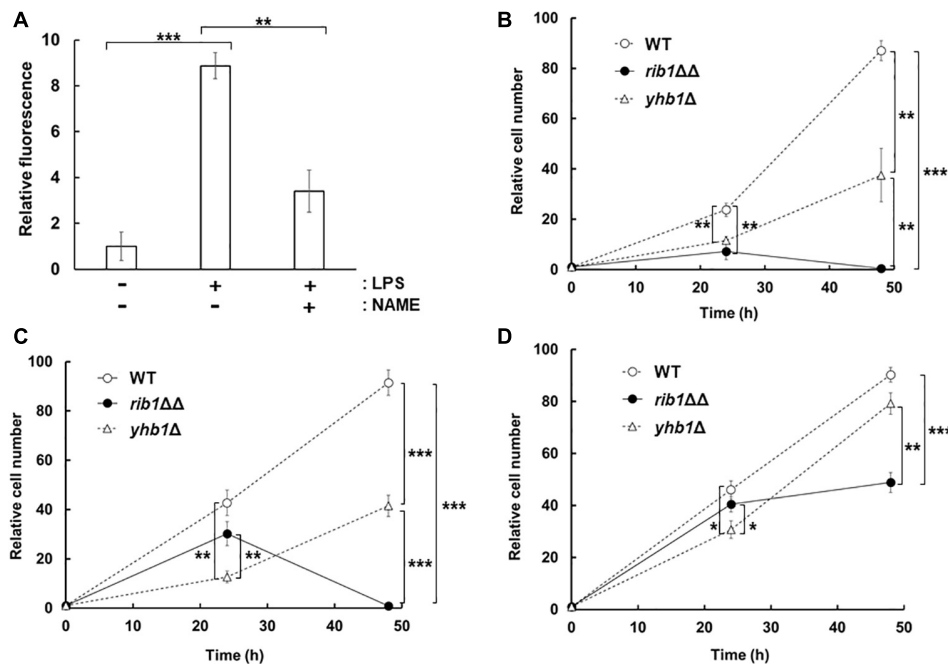 A
***
**
Relative fluorescence
10
8
6
4
2
0
- + + : LPS
- - + : NAME
B
Relative cell number
100
80
60
40
20
0
WT
rib1ΔΔ
yhb1Δ
** **
**
**
***
0 10 20 30 40 50
Time (h)
C
Relative cell number
100
80
60
40
20
0
WT
rib1ΔΔ
yhb1Δ
** **
***
***
***
0 10 20 30 40 50
Time (h)
D
Relative cell number
100
80
60
40
20
0
WT
rib1ΔΔ
yhb1Δ
* *
**
***
0 10 20 30 40 50
Time (h)